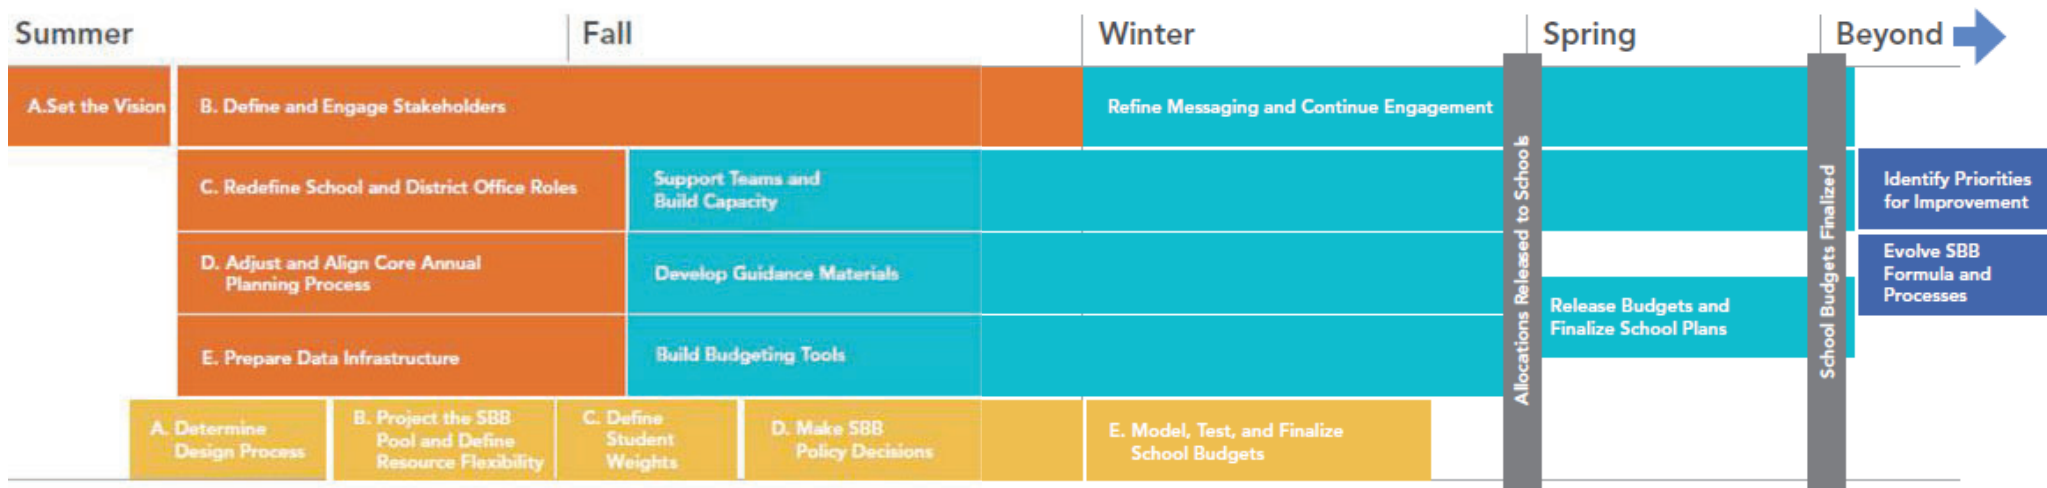 Summer
Fall
Winter
Spring
Beyond
A.Set the Vision
B. Define and Engage Stakeholders
Refine Messaging and Continue Engagement
C. Redefine School and District Office Roles
Support Teams and
Build Capacity
Identify Priorities
for Improvement
D. Adjust and Align Core Annual
Planning Process
Develop Guidance Materials
Evolve SBB
Formula and
Processes
E. Prepare Data Infrastructure
Build Budgeting Tools
Release Budgets and
Finalize School Plans
Allocations Released to Schools
School Budgets Finalized
A. Determine
Design Process
B. Project the SBB
Pool and Define
Resource Flexibility
C. Define
Student
Weights
D. Make SBB
Policy Decisions
E. Model, Test, and Finalize
School Budgets